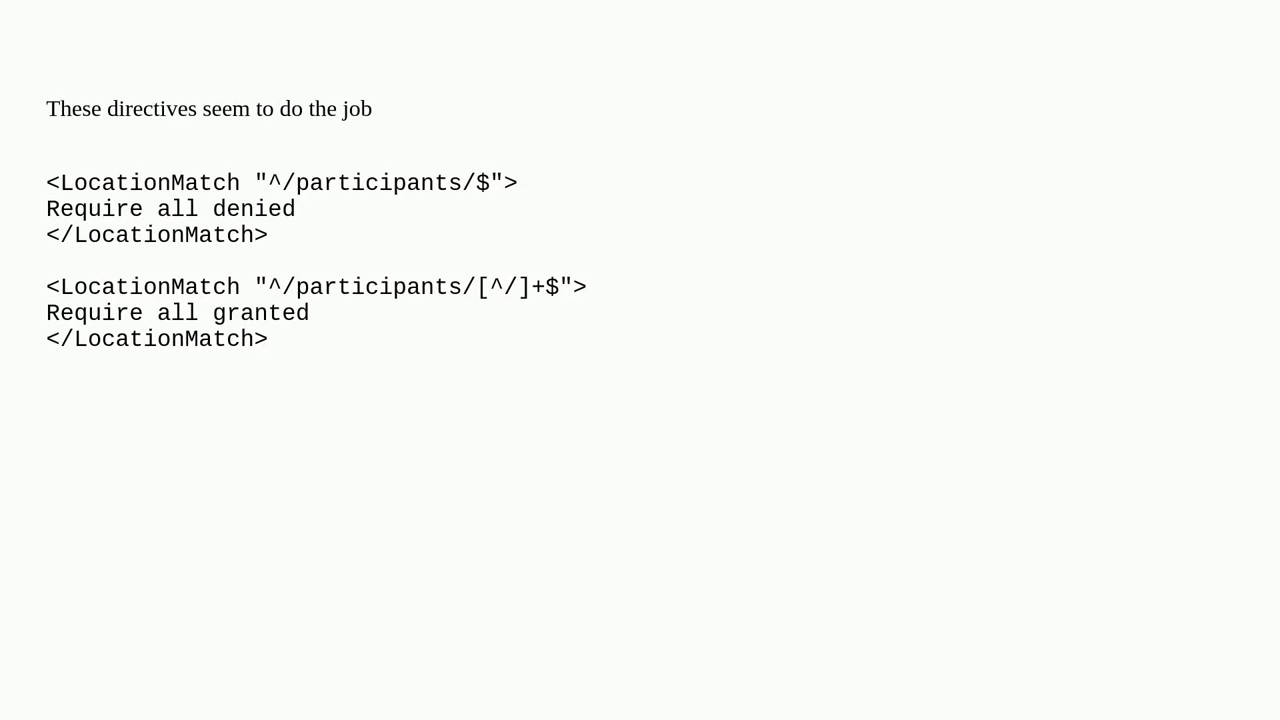 These directives seem to do the job
<LocationMatch "^/participants/$">
Require all denied
</LocationMatch>
<LocationMatch "^/participants/[^/]+$">
Require all granted
</LocationMatch>